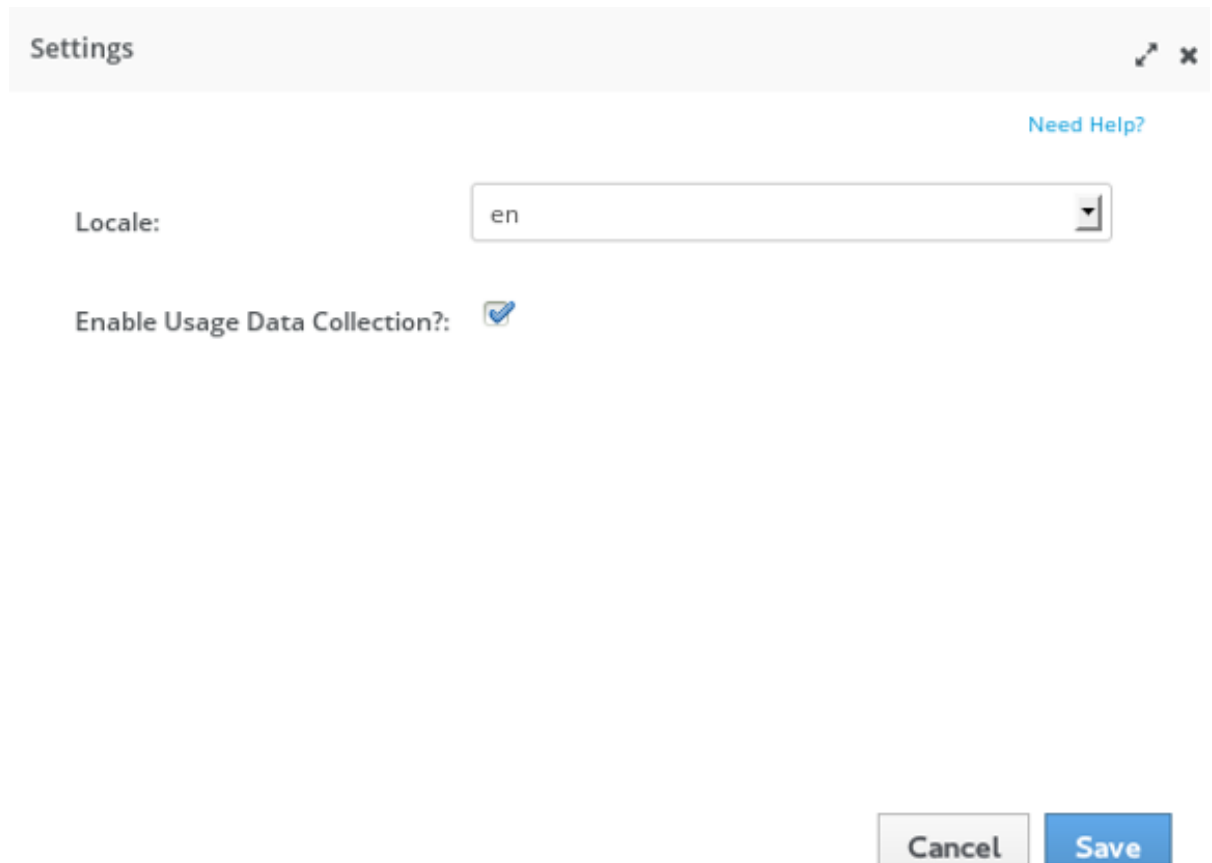 Settings
Need Help?
Locale:
en
Enable Usage Data Collection?:
Cancel
Save